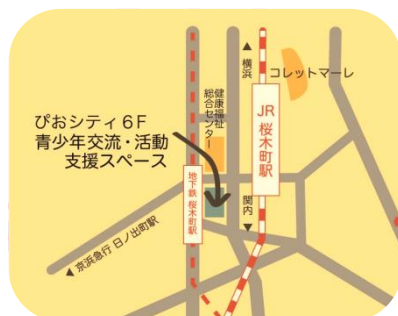 ▲横浜
コレットマーレ
健康福祉
総合センター
ぴおシティ6F
青少年交流・活動
支援スペース
JR 桜木町駅
地下鉄 桜木町駅
関内▼
▲京浜急行 日ノ出町駅